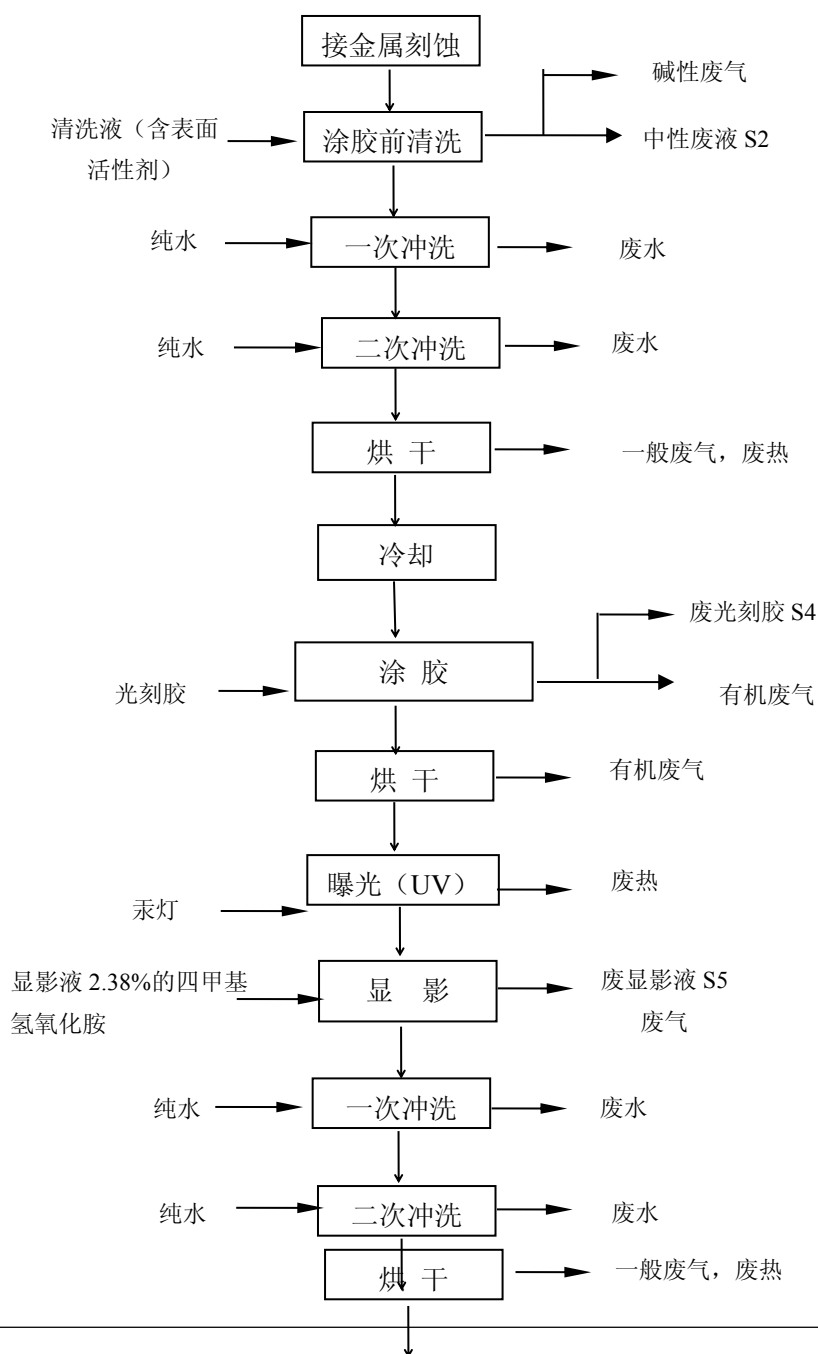 接金属刻蚀
碱性废气
清洗液（含表面
活性剂）
涂胶前清洗
中性废液 S2
纯水
一次冲洗
废水
纯水
二次冲洗
废水
烘 干
一般废气，废热
冷却
废光刻胶 S4
涂 胶
光刻胶
有机废气
烘 干
有机废气
曝光（UV）
废热
汞灯
显影液 2.38%的四甲基
氢氧化胺
显 影
废显影液 S5
废气
纯水
一次冲洗
废水
纯水
二次冲洗
废水
烘 干
一般废气，废热